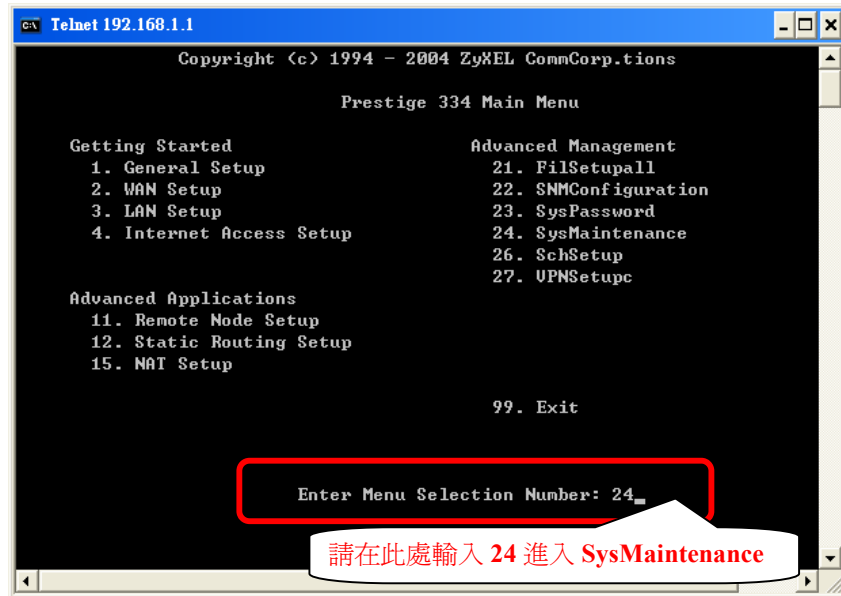 Telnet 192.168.1.1
Copyright (c) 1994 - 2004 ZyXEL CommCorp.tions
Prestige 334 Main Menu
Getting Started
1. General Setup
2. WAN Setup
3. LAN Setup
4. Internet Access Setup
Advanced Applications
11. Remote Node Setup
12. Static Routing Setup
15. NAT Setup
Advanced Management
21. FilSetupall
22. SNMConfiguration
23. SysPassword
24. SysMaintenance
26. SchSetup
27. VPNSetupc
99. Exit
Enter Menu Selection Number: 24_
請在此處輸入 24 進入 SysMaintenance